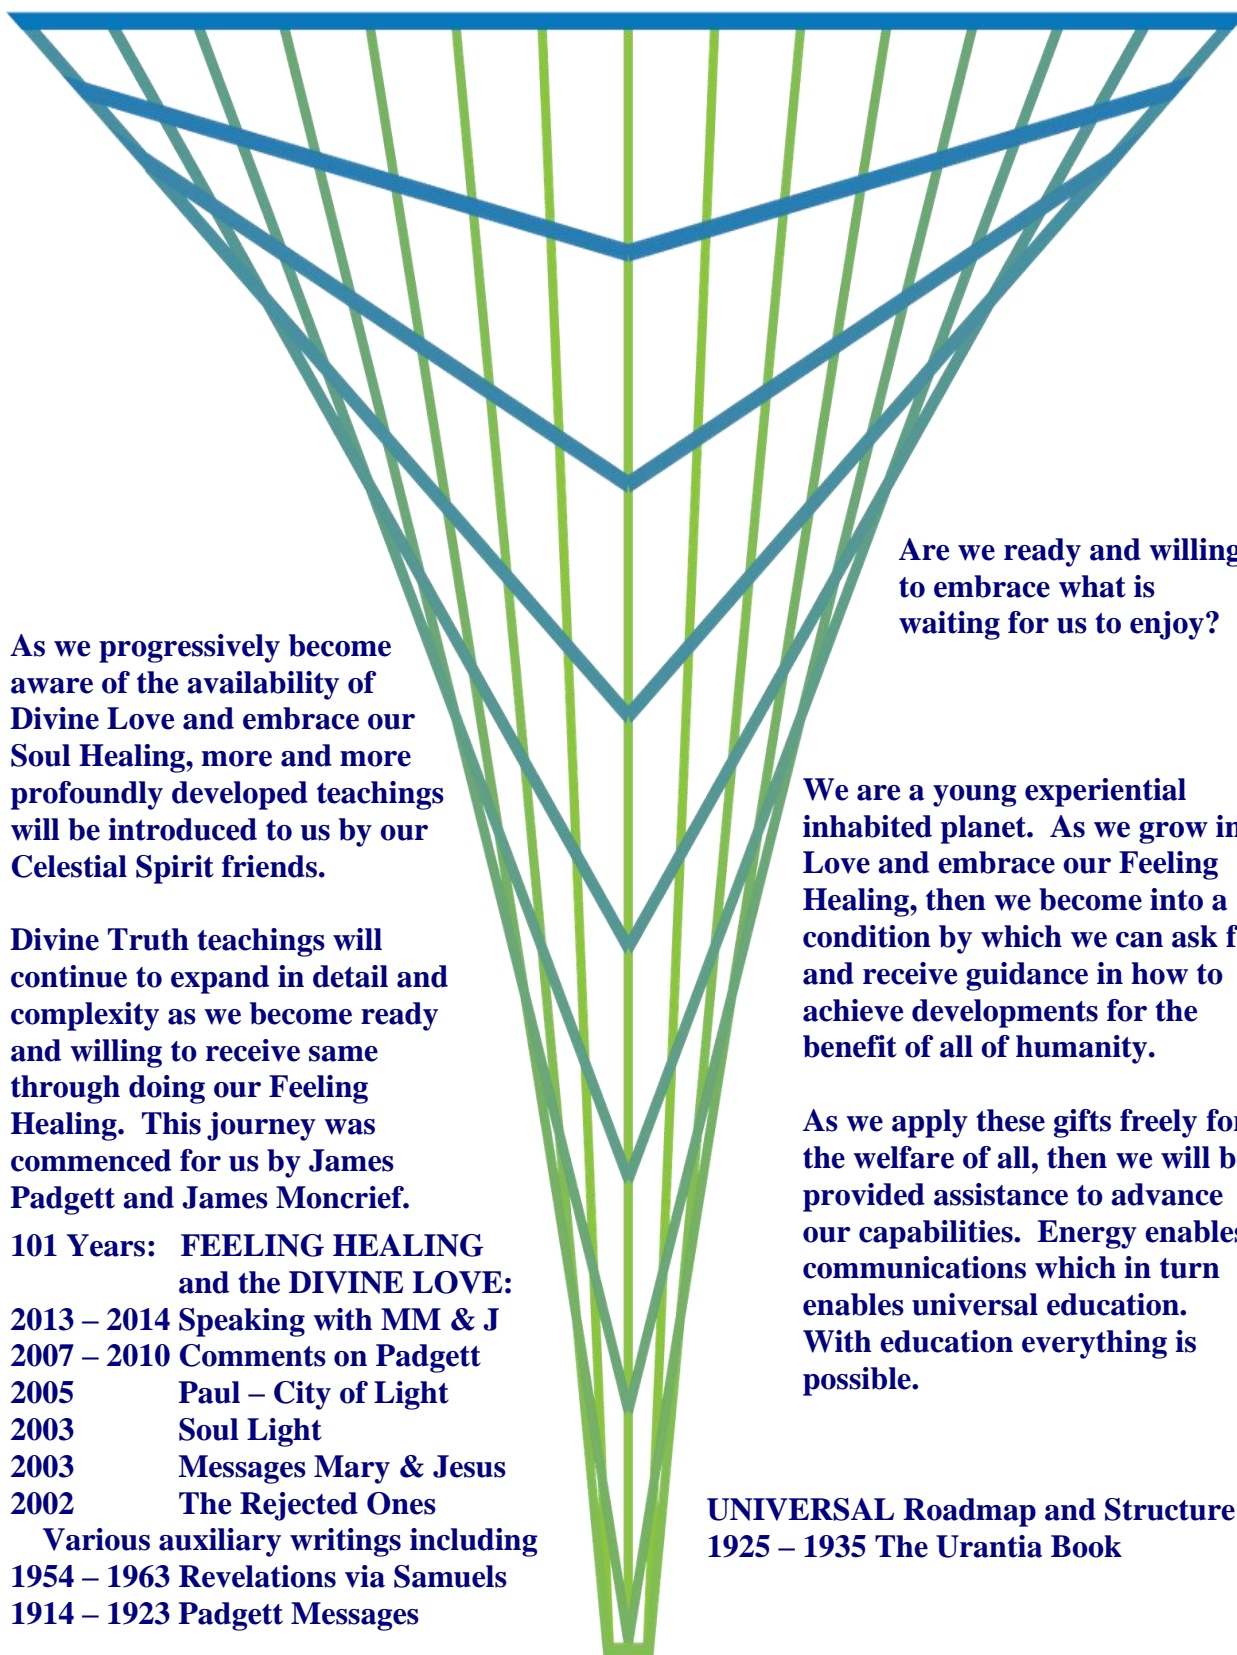 Are we ready and willing
to embrace what is
waiting for us to enjoy?
As we progressively become
aware of the availability of
Divine Love and embrace our
Soul Healing, more and more
profoundly developed teachings
will be introduced to us by our
Celestial Spirit friends.
Divine Truth teachings will
continue to expand in detail and
complexity as we become ready
and willing to receive same
through doing our Feeling
Healing. This journey was
commenced for us by James
Padgett and James Moncrief.
101 Years: FEELING HEALING
and the DIVINE LOVE:
2013 – 2014 Speaking with MM & J
2007 – 2010 Comments on Padgett
2005 Paul – City of Light
2003 Soul Light
2003 Messages Mary & Jesus
2002 The Rejected Ones
Various auxiliary writings including
1954 – 1963 Revelations via Samuels
1914 – 1923 Padgett Messages
We are a young experiential
inhabited planet. As we grow in
Love and embrace our Feeling
Healing, then we become into a
condition by which we can ask f
and receive guidance in how to
achieve developments for the
benefit of all of humanity.
As we apply these gifts freely for
the welfare of all, then we will b
provided assistance to advance
our capabilities. Energy enables
communications which in turn
enables universal education.
With education everything is
possible.
UNIVERSAL Roadmap and Structure
1925 – 1935 The Urantia Book